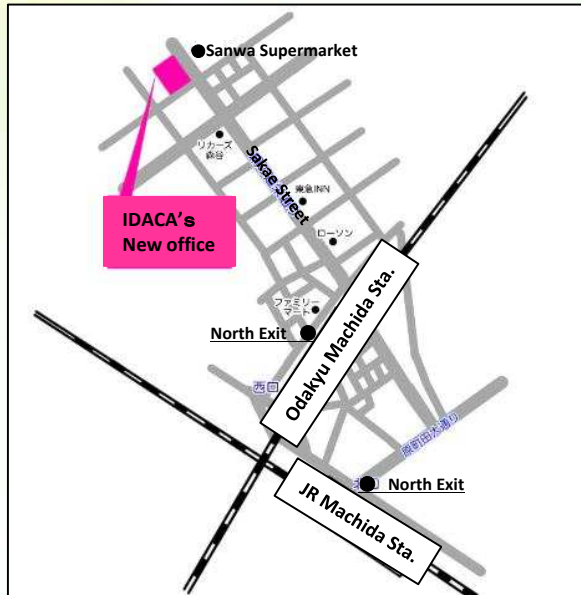 Sanwa Supermarket
リカーズ
森谷
Sakae Street
東急INN
IDACA's
New office
ローソン
ファミリー
マート
North Exit
Odakyu Machida Sta.
西口
原町田大通り
North Exit
JR Machida Sta.